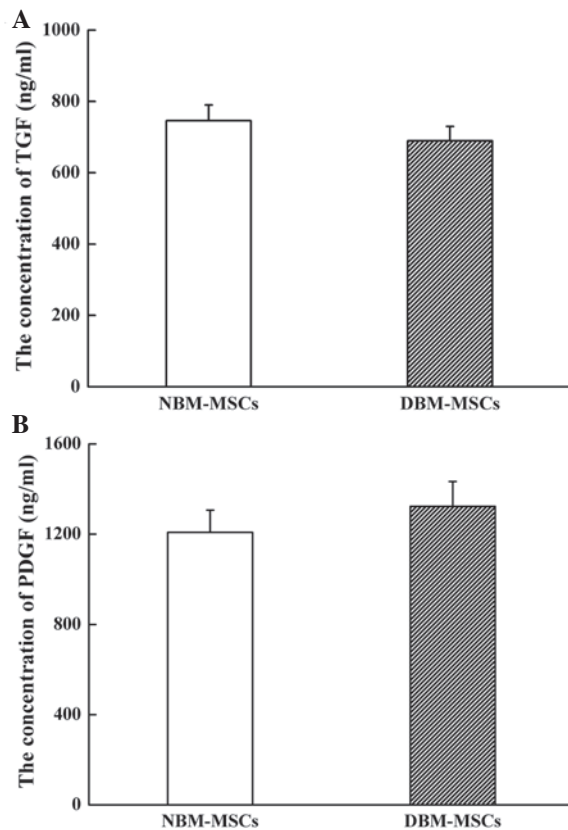 A
The concentration of TGF (ng/ml)
1000
800
600
400
200
0
NBM-MSCs DBM-MSCs
B
The concentration of PDGF (ng/ml)
1600
1200
800
400
0
NBM-MSCs DBM-MSCs